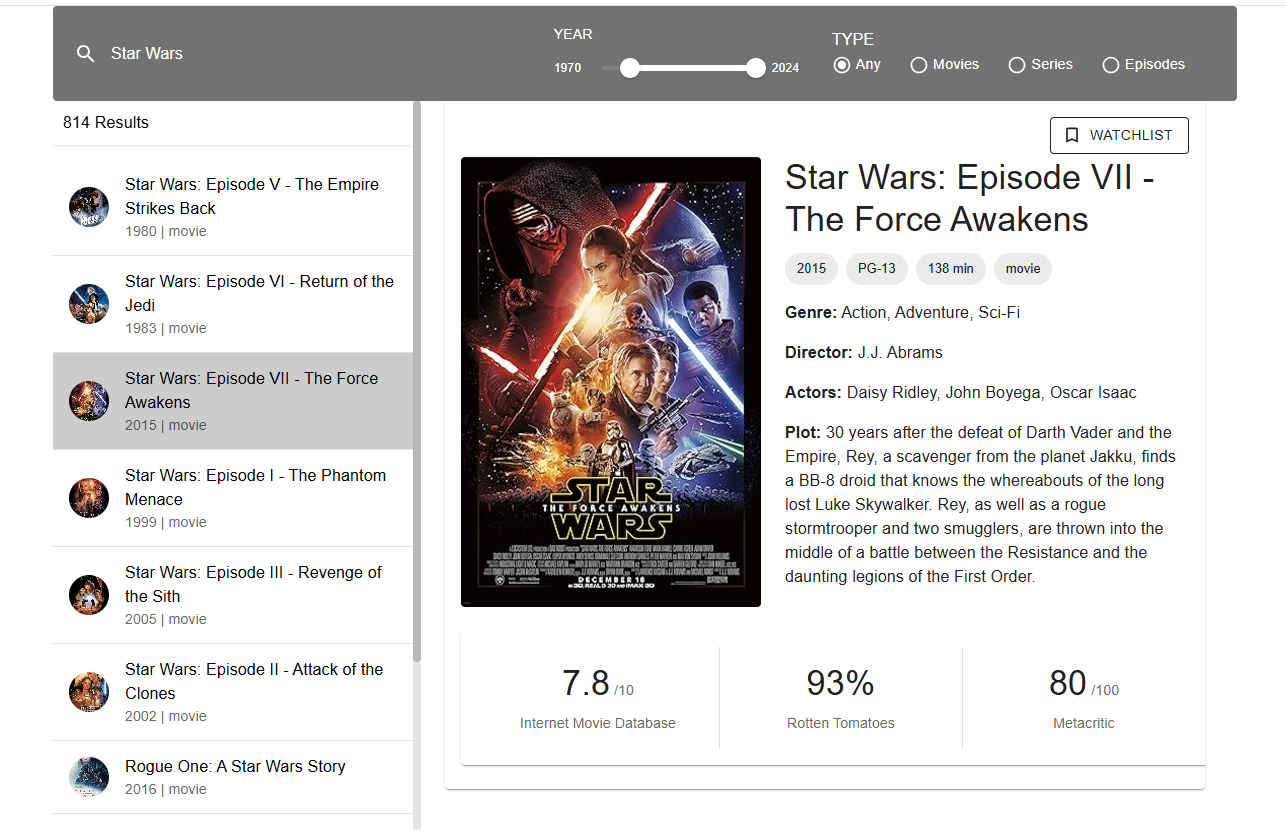 Star Wars
YEAR
1970
2024
TYPE
Any
Movies
Series
Episodes
814 Results
Star Wars: Episode V - The Empire
Strikes Back
1980 | movie
Star Wars: Episode VI - Return of the
Jedi
1983 | movie
Star Wars: Episode VII - The Force
Awakens
2015 | movie
Star Wars: Episode I - The Phantom
Menace
1999 | movie
Star Wars: Episode III - Revenge of
the Sith
2005 | movie
Star Wars: Episode II - Attack of the
Clones
2002 | movie
Rogue One: A Star Wars Story
2016 | movie
WATCHLIST
STAR
THE FORCE AWAKENS
WARS
DECEMBER 18
IN 3D, REAL D 3D AND IMAX 3D
Star Wars: Episode VII -
The Force Awakens
2015
PG-13
138 min
movie
Genre: Action, Adventure, Sci-Fi
Director: J.J. Abrams
Actors: Daisy Ridley, John Boyega, Oscar Isaac
Plot: 30 years after the defeat of Darth Vader and the
Empire, Rey, a scavenger from the planet Jakku, finds
a BB-8 droid that knows the whereabouts of the long
lost Luke Skywalker. Rey, as well as a rogue
stormtrooper and two smugglers, are thrown into the
middle of a battle between the Resistance and the
daunting legions of the First Order.
7.8 /10
Internet Movie Database
93%
Rotten Tomatoes
80 /100
Metacritic